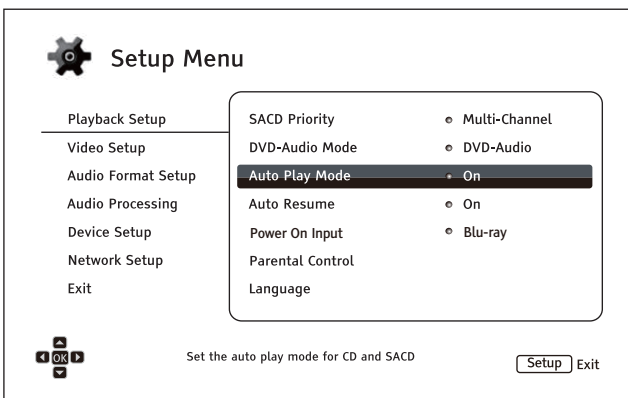 Setup Menu
Playback Setup
Video Setup
Audio Format Setup
Audio Processing
Device Setup
Network Setup
Exit
SACD Priority Multi-Channel
DVD-Audio Mode DVD-Audio
Auto Play Mode On
Auto Resume On
Power On Input Blu-ray
Parental Control
Language
OK
Set the auto play mode for CD and SACD
Setup Exit